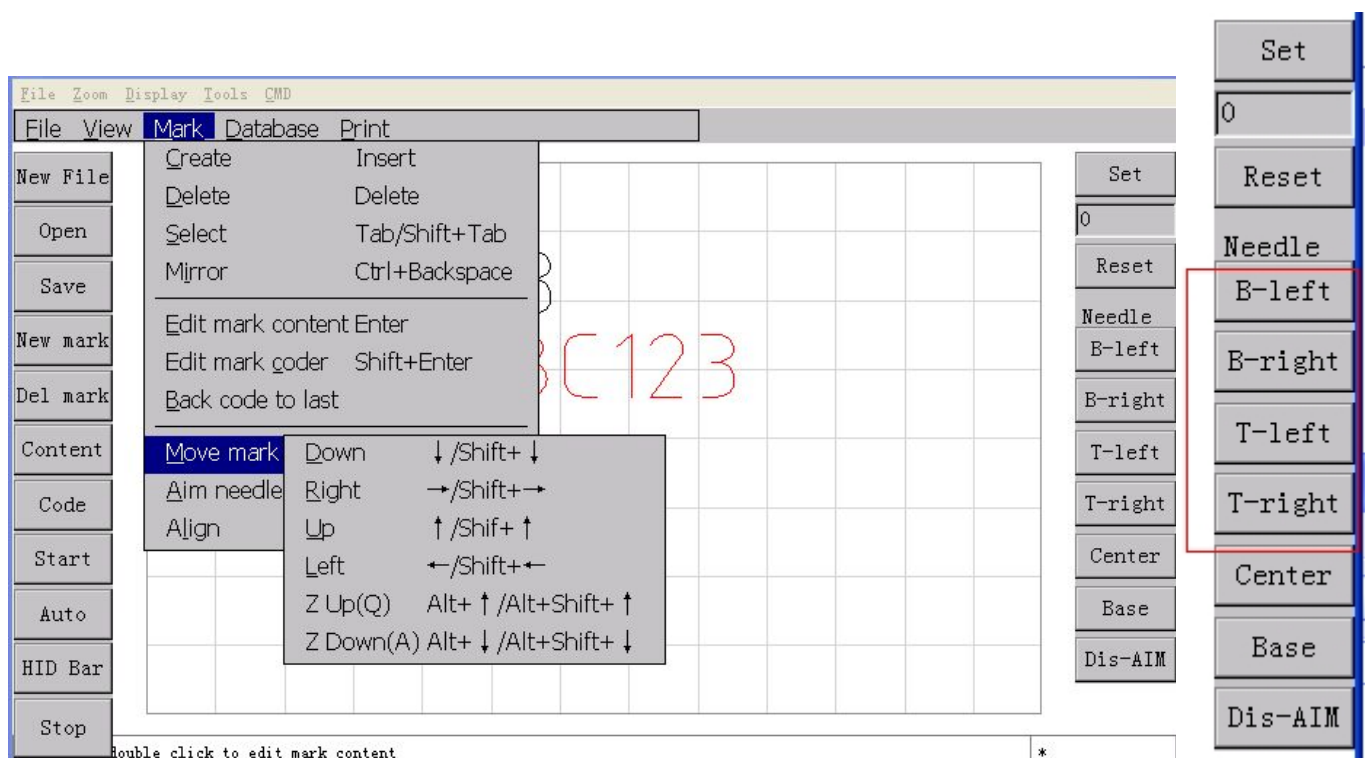 File Zoom Display Tools CMD
File View Mark Database Print
New File
Open
Save
New mark
Del mark
Content
Code
Start
Auto
HID Bar
Stop
Create Insert
Delete Delete
Select Tab/Shift+Tab
Mirror Ctrl+Backspace
Edit mark content Enter
Edit mark coder Shift+Enter
Back code to last
Move mark
Aim needle
Align
Down ↓/Shift+↓
Right →/Shift+→
Up ↑/Shif+↑
Left ←/Shift+←
Z Up(Q) Alt+↑/Alt+Shift+↑
Z Down(A) Alt+↓/Alt+Shift+↓
3
BC123
Set
0
Reset
Needle
B-left
B-right
T-left
T-right
Center
Base
Dis-AIM
double click to edit mark content
*
Set
0
Reset
Needle
B-left
B-right
T-left
T-right
Center
Base
Dis-AIM